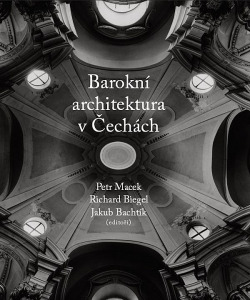 Barokní
architektura
v Čechách
Petr Macek
Richard Biegel
Jakub Bachtík
(editoři)